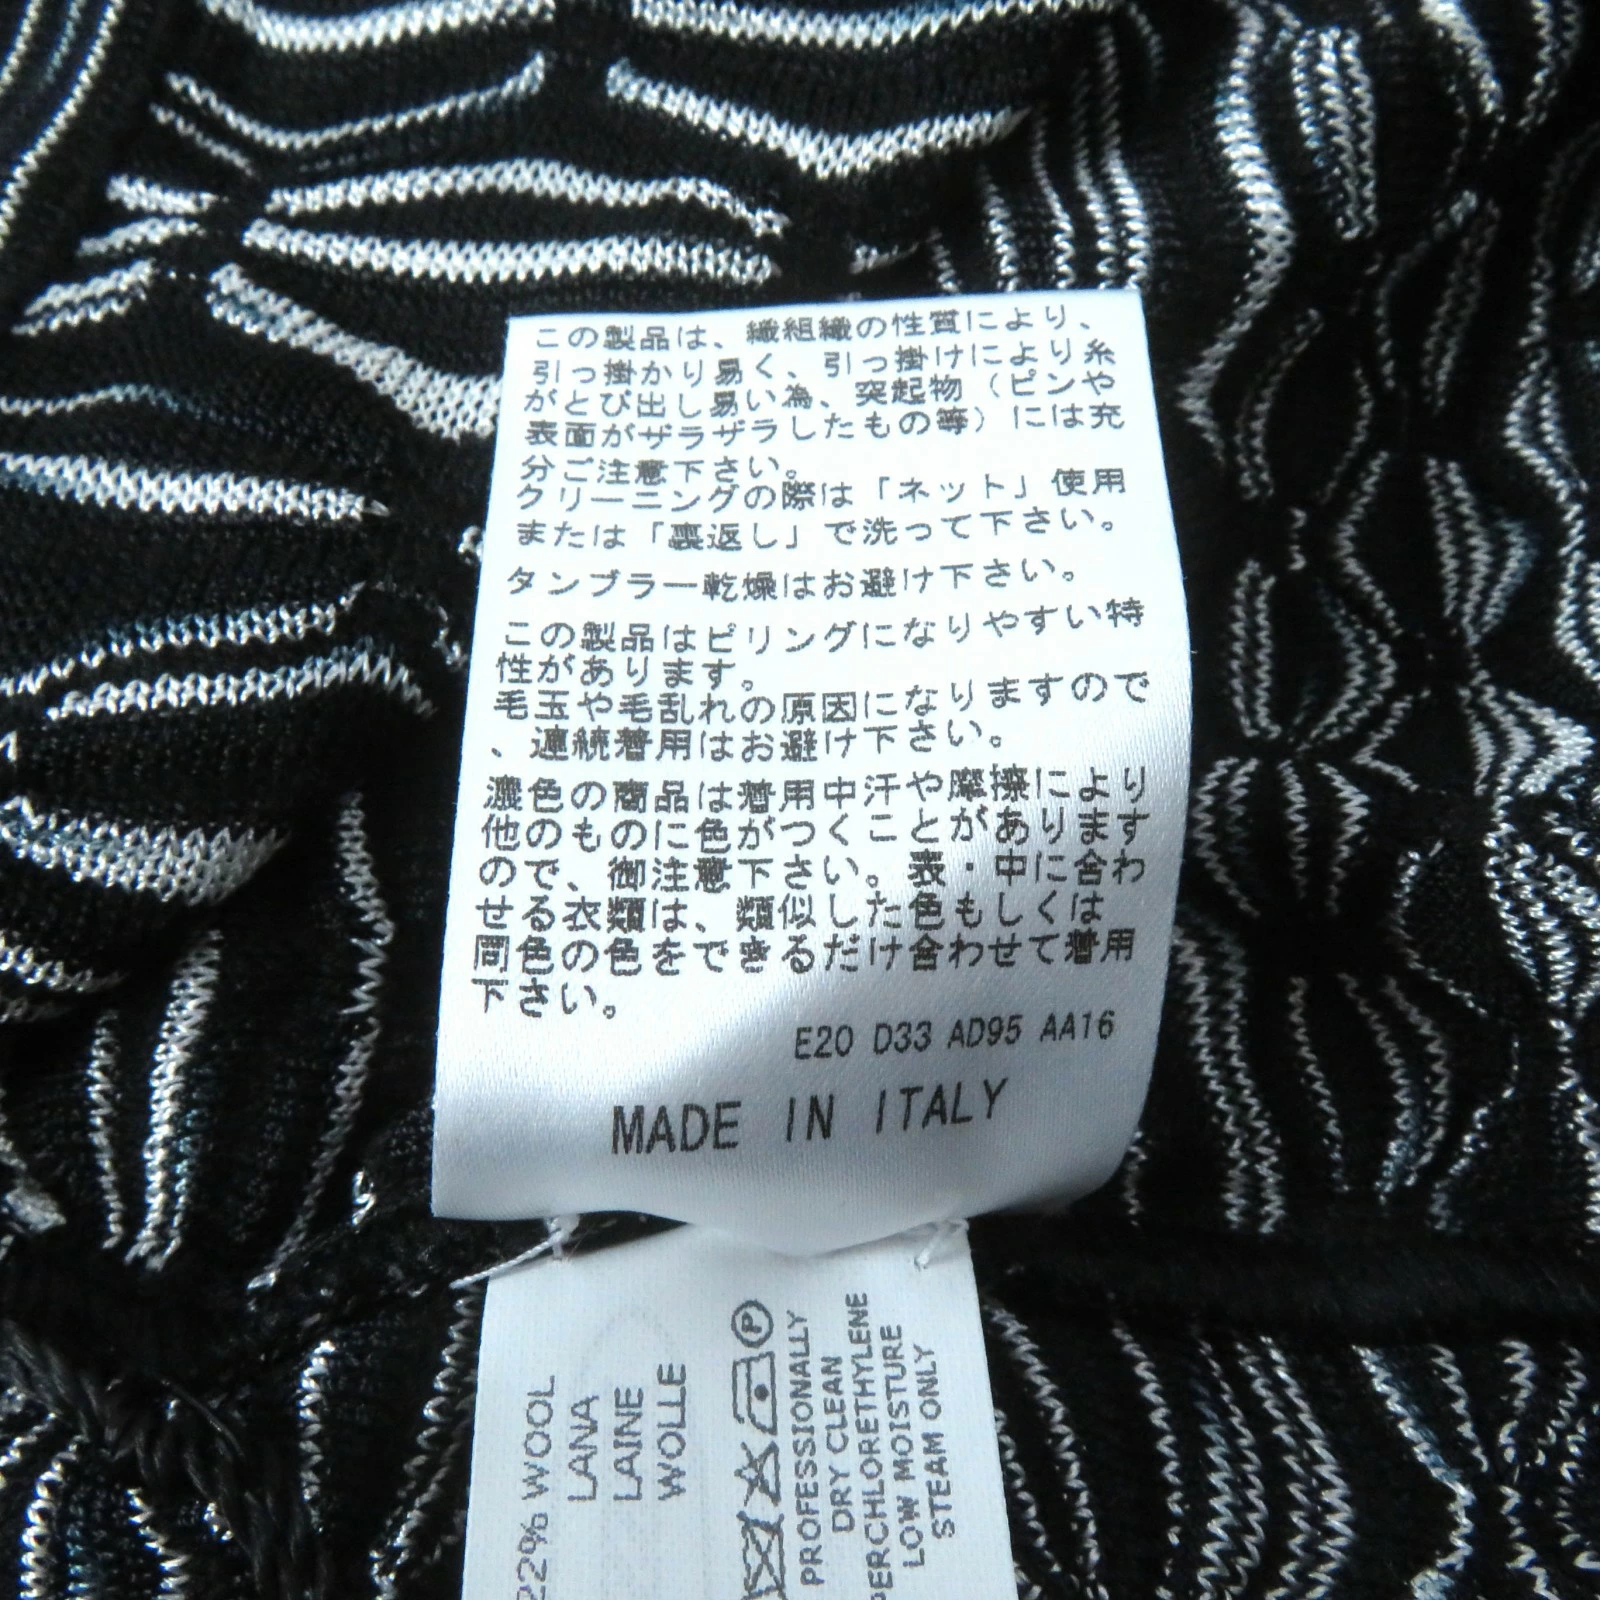 この製品は、繊組織の性質により、
引っ掛かり易く、引っ掛けにより糸
がとび出し易い為、突起物（ピンや
表面がザラザラしたもの等）には充
分ご注意下さい。
クリーニングの際は「ネット」使用
または「裏返し」で洗って下さい。
タンブラー乾燥はお避け下さい。
この製品はピリングになりやすい特
性があります。
毛玉や毛乱れの原因になりますので
、連続着用はお避け下さい。
濃色の商品は着用中汗や摩擦により
他のものに色がつくことがあります
ので、御注意下さい。表・中に合わ
せる衣類は、類似した色もしくは
同色の色をできるだけ合わせて着用
下さい。
E20 D33 AD95 AA16
MADE IN ITALY
22% WOOL
LANA
LAINE
WOLLE
P
PROFESSIONALLY
DRY CLEAN
PERCHLORETHYLENE
LOW MOISTURE
STEAM ONLY